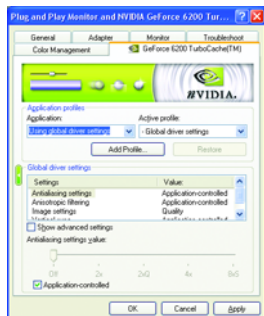 Plug and Play Monitor and NVIDIA GeForce 6200 Tur...
General Adapter Monitor Troubleshoot
Color Management GeForce 6200 TurboCache(TM)
NVIDIA.
Application profiles
Application: Active profile:
Using global driver settings - Global driver settings
Add Profile... Restore
Global driver settings
Settings Value:
Antialiasing settings Application-controlled
Anisotropic filtering Application-controlled
Image settings Quality
Show advanced settings
Antialiasing settings value:
Off 2x 2xQ 4x 8xS
Application-controlled
OK Cancel Apply